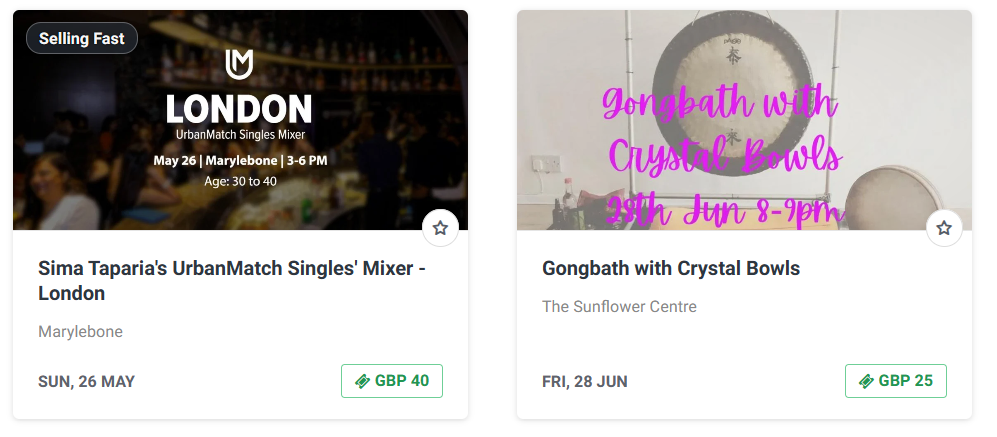 Selling Fast
LONDON
UrbanMatch Singles Mixer
May 26 | Marylebone | 3-6 PM
Age: 30 to 40
Sima Taparia's UrbanMatch Singles' Mixer -
London
Marylebone
SUN, 26 MAY
GBP 40
Gongbath with
Crystal Bowls
28th Jun 8-9pm
Gongbath with Crystal Bowls
The Sunflower Centre
FRI, 28 JUN
GBP 25